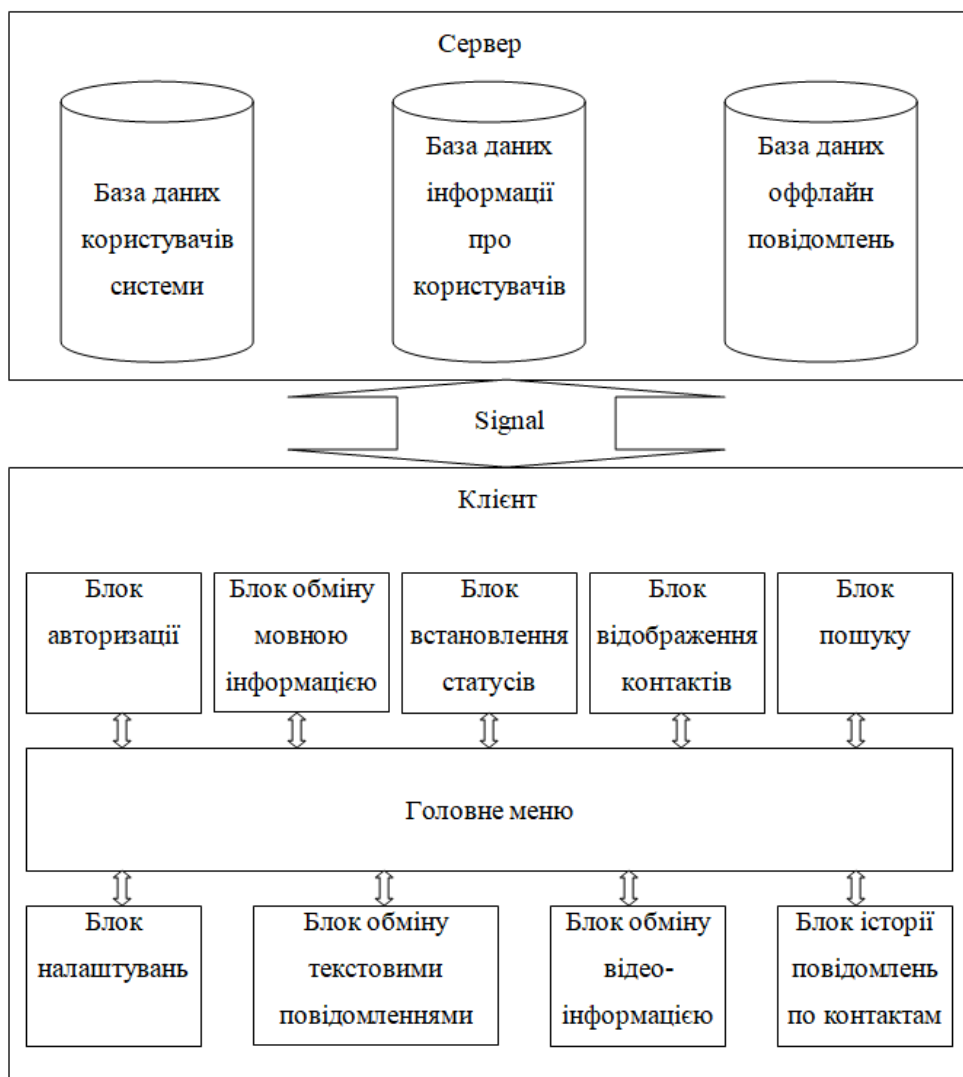 Сервер
База даних
користувачів
системи
База даних
інформації
про
користувачів
База даних
оффлайн
повідомлень
Signal
Клієнт
Блок
авторизації
Блок обміну
мовною
інформацією
Блок
встановлення
статусів
Блок
відображення
контактів
Блок
пошуку
Головне меню
Блок
налаштувань
Блок обміну
текстовими
повідомленнями
Блок обміну
відео-
інформацією
Блок історії
повідомлень
по контактам